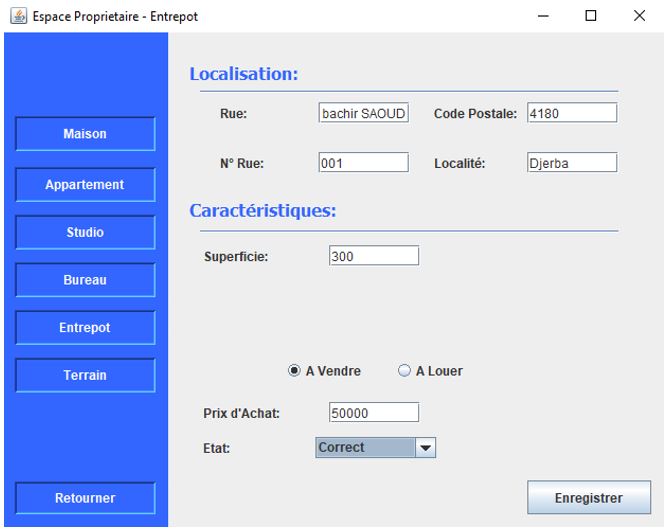 Espace Proprietaire - Entrepot
Maison
Appartement
Studio
Bureau
Entrepot
Terrain
Retourner
Localisation:
Rue: bachir SAOUD Code Postale: 4180
N° Rue: 001 Localité: Djerba
Caractéristiques:
Superficie: 300
A Vendre A Louer
Prix d'Achat: 50000
Etat: Correct
Enregistrer